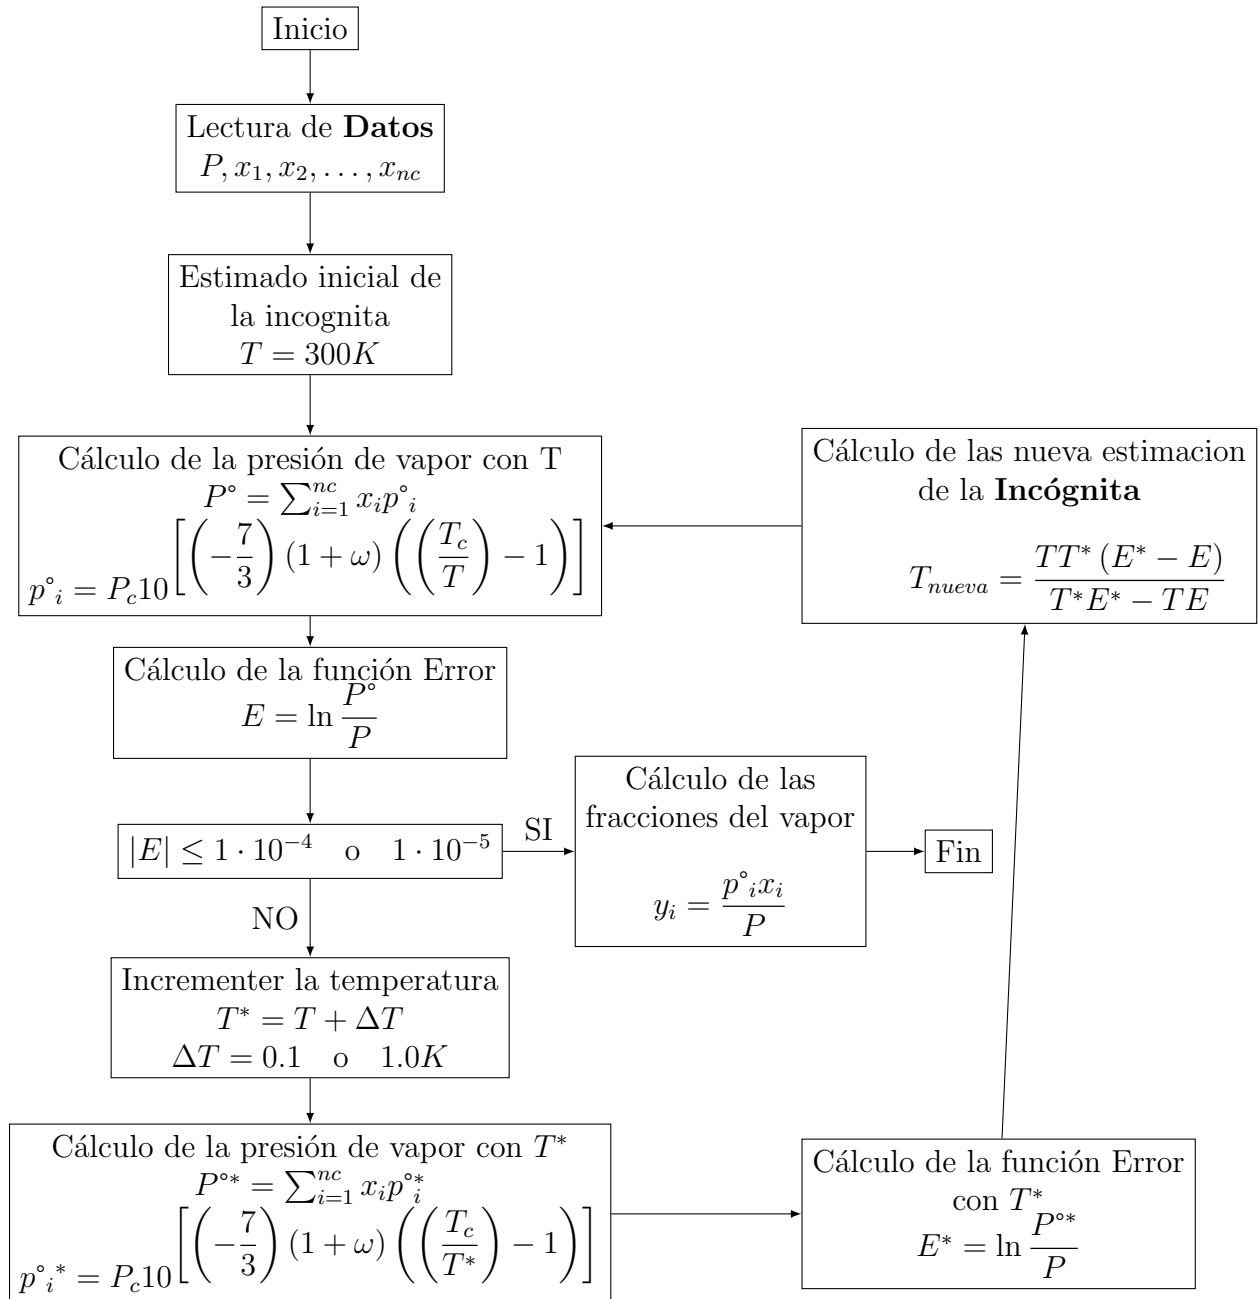 Inicio
Lectura de Datos
P, x₁, x₂, …, xₙ꜀
Estimado inicial de
la incognita
T = 300K
Cálculo de la presión de vapor con T
P° = ∑_{i=1}^{nc} x_i p°_i
p°_i = P_c 10^[(-7/3)(1 + ω)((T_c/T) - 1)]
Cálculo de la función Error
E = ln P°/P
|E| ≤ 1 · 10⁻⁴ o 1 · 10⁻⁵
SI
Cálculo de las
fracciones del vapor
y_i = p°_i x_i / P
Fin
NO
Incrementer la temperatura
T* = T + ΔT
ΔT = 0.1 o 1.0K
Cálculo de la presión de vapor con T*
P°* = ∑_{i=1}^{nc} x_i p°*_i
p°_i* = P_c 10^[(-7/3)(1 + ω)((T_c/T*) - 1)]
Cálculo de la función Error
con T*
E* = ln P°*/P
Cálculo de las nueva estimacion
de la Incógnita
T_nueva = TT* (E* - E) / (T*E* - TE)